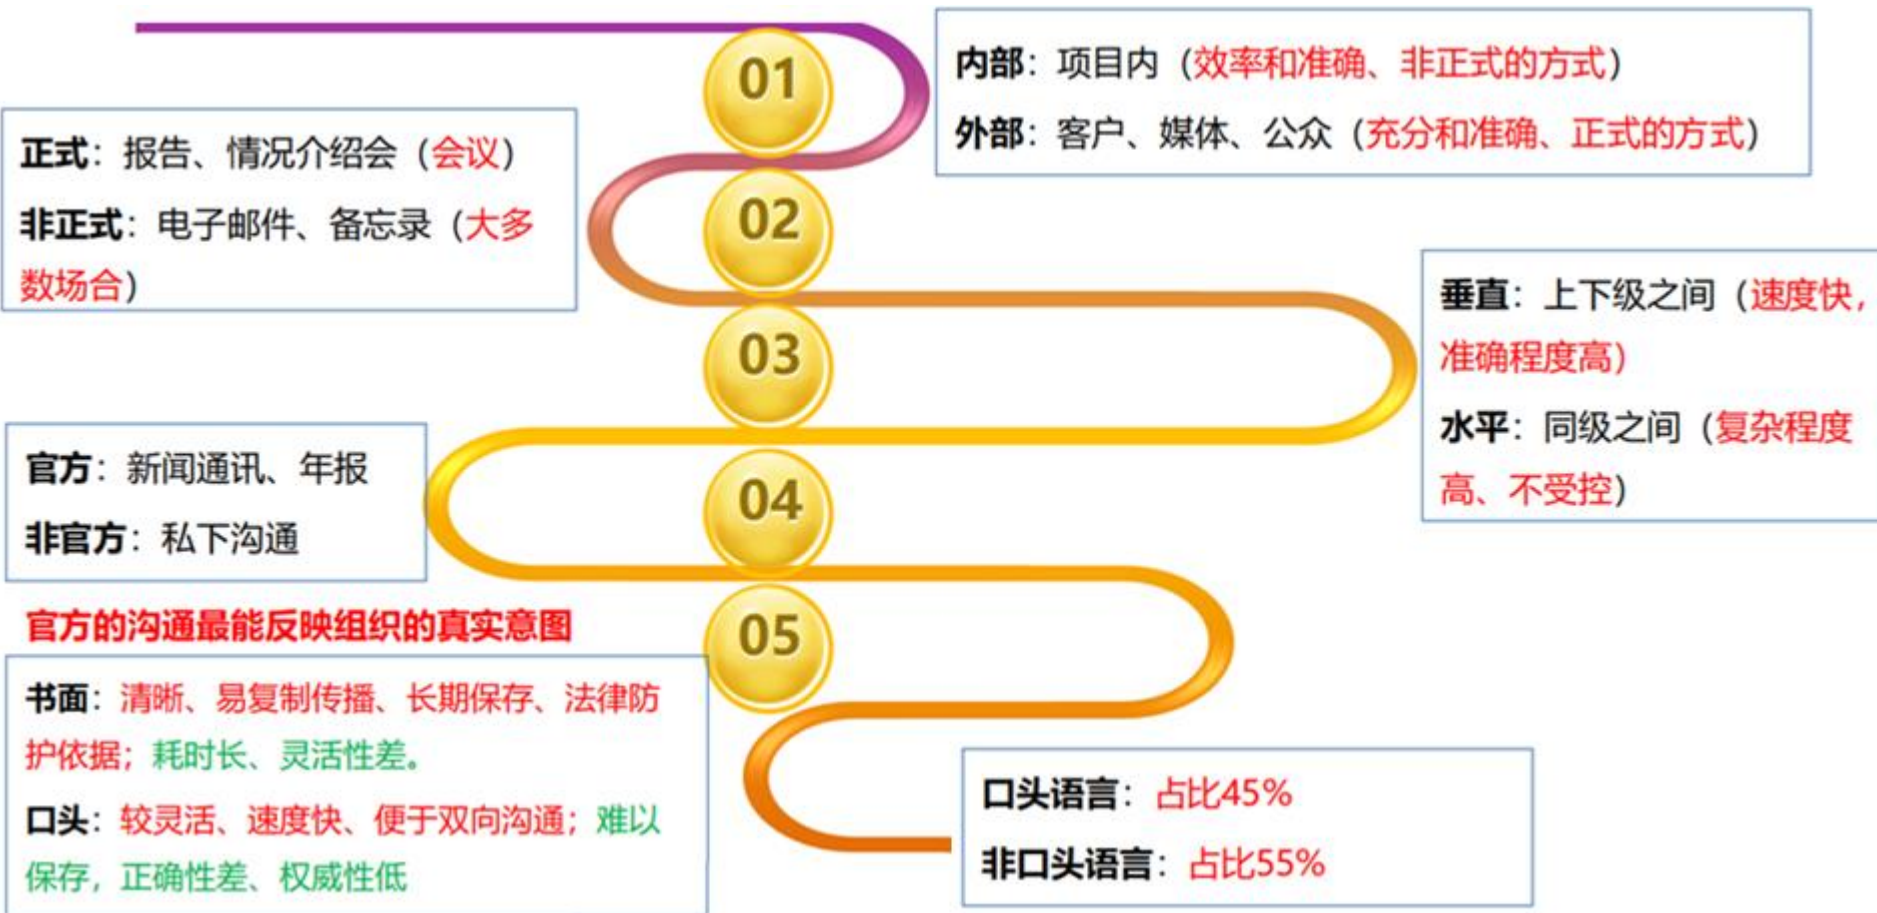 01
内部：项目内（效率和准确、非正式的方式）
外部：客户、媒体、公众（充分和准确、正式的方式）
正式：报告、情况介绍会（会议）
非正式：电子邮件、备忘录（大多
数场合）
02
垂直：上下级之间（速度快，
准确程度高）
水平：同级之间（复杂程度
高、不受控）
03
官方：新闻通讯、年报
非官方：私下沟通
04
官方的沟通最能反映组织的真实意图
05
书面：清晰、易复制传播、长期保存、法律防
护依据；耗时长、灵活性差。
口头：较灵活、速度快、便于双向沟通；难以
保存，正确性差、权威性低
口头语言：占比45%
非口头语言：占比55%